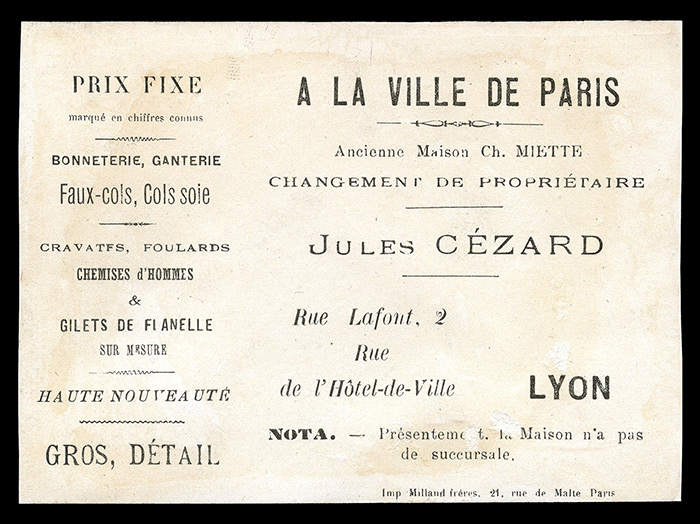 PRIX FIXE
marqué en chiffres connus
BONNETERIE, GANTERIE
Faux-cols, Cols soie
CRAVATES, FOULARDS
CHEMISES d'HOMMES
&
GILETS DE FLANELLE
SUR MESURE
HAUTE NOUVEAUTÉ
GROS, DÉTAIL
A LA VILLE DE PARIS
Ancienne Maison Ch. MIETTE
CHANGEMENT DE PROPRIÉTAIRE
JULES CÉZARD
Rue Lafont, 2
Rue
de l'Hôtel-de-Ville
LYON
NOTA. — Présentement, la Maison n'a pas
de succursale.
Imp Milland frères, 21, rue de Malte Paris